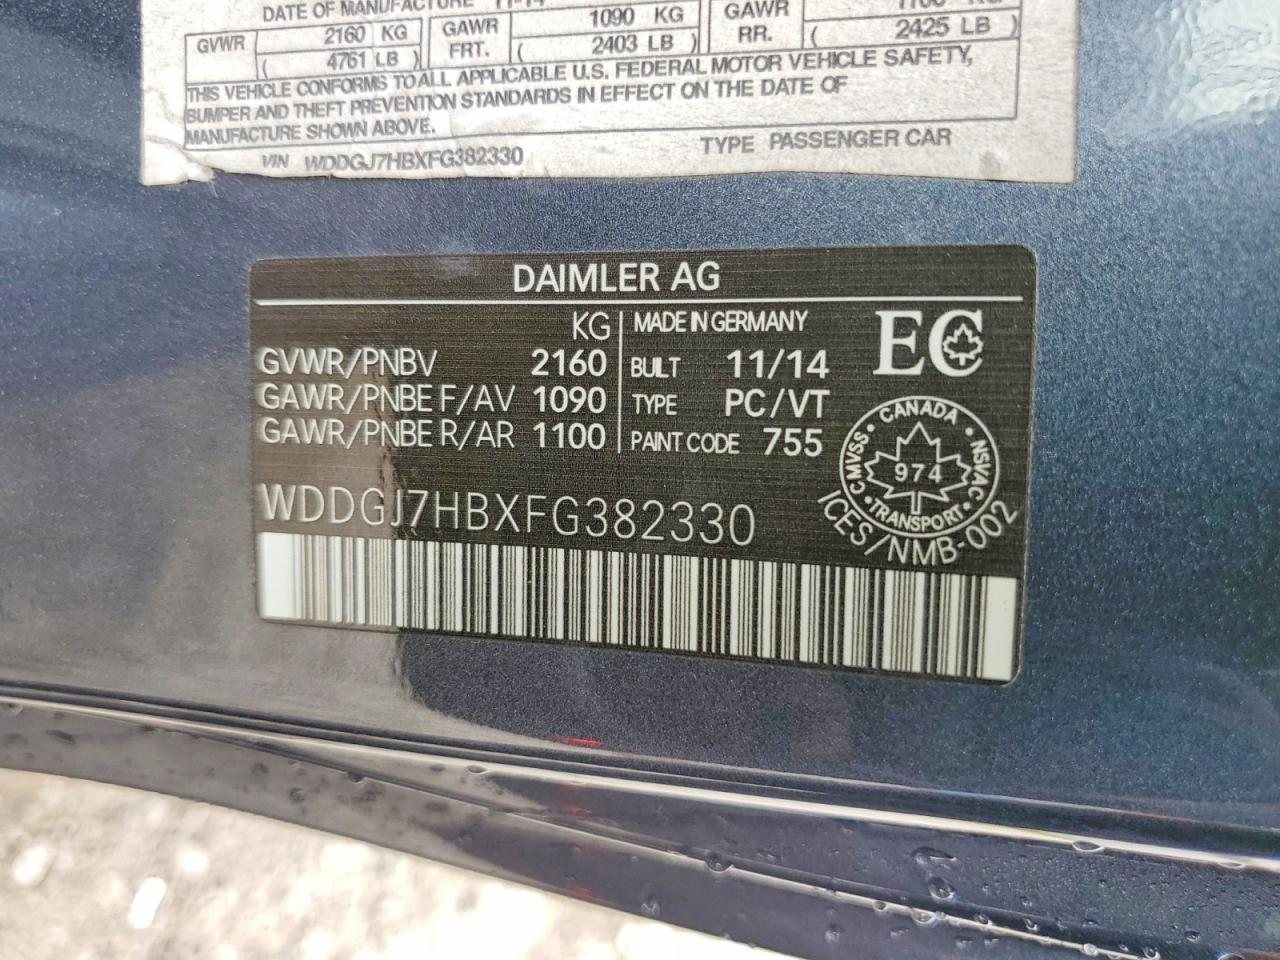 DATE OF MANUFACTURE 11-14
GVWR 2160 KG GAWR 1090 KG GAWR 1100 KG
( 4761 LB ) FRT. ( 2403 LB ) RR. ( 2425 LB )
THIS VEHICLE CONFORMS TO ALL APPLICABLE U.S. FEDERAL MOTOR VEHICLE SAFETY,
BUMPER AND THEFT PREVENTION STANDARDS IN EFFECT ON THE DATE OF
MANUFACTURE SHOWN ABOVE.
VIN WDDGJ7HBXFG382330 TYPE PASSENGER CAR
DAIMLER AG
KG MADE IN GERMANY EC
GVWR/PNBV 2160 BUILT 11/14
GAWR/PNBE F/AV 1090 TYPE PC/VT
GAWR/PNBE R/AR 1100 PAINT CODE 755
CANADA
CMVSS 974 NSVAC
TRANSPORT
ICES/NMB-002
WDDGJ7HBXFG382330